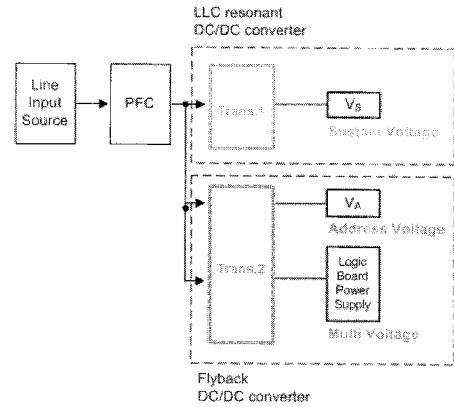 LLC resonant
DC/DC converter
Line
Input
Source
PFC
Trans.1
VS
Sustain Voltage
Trans.2
VA
Address Voltage
Logic
Board
Power
Supply
Multi Voltage
Flyback
DC/DC converter